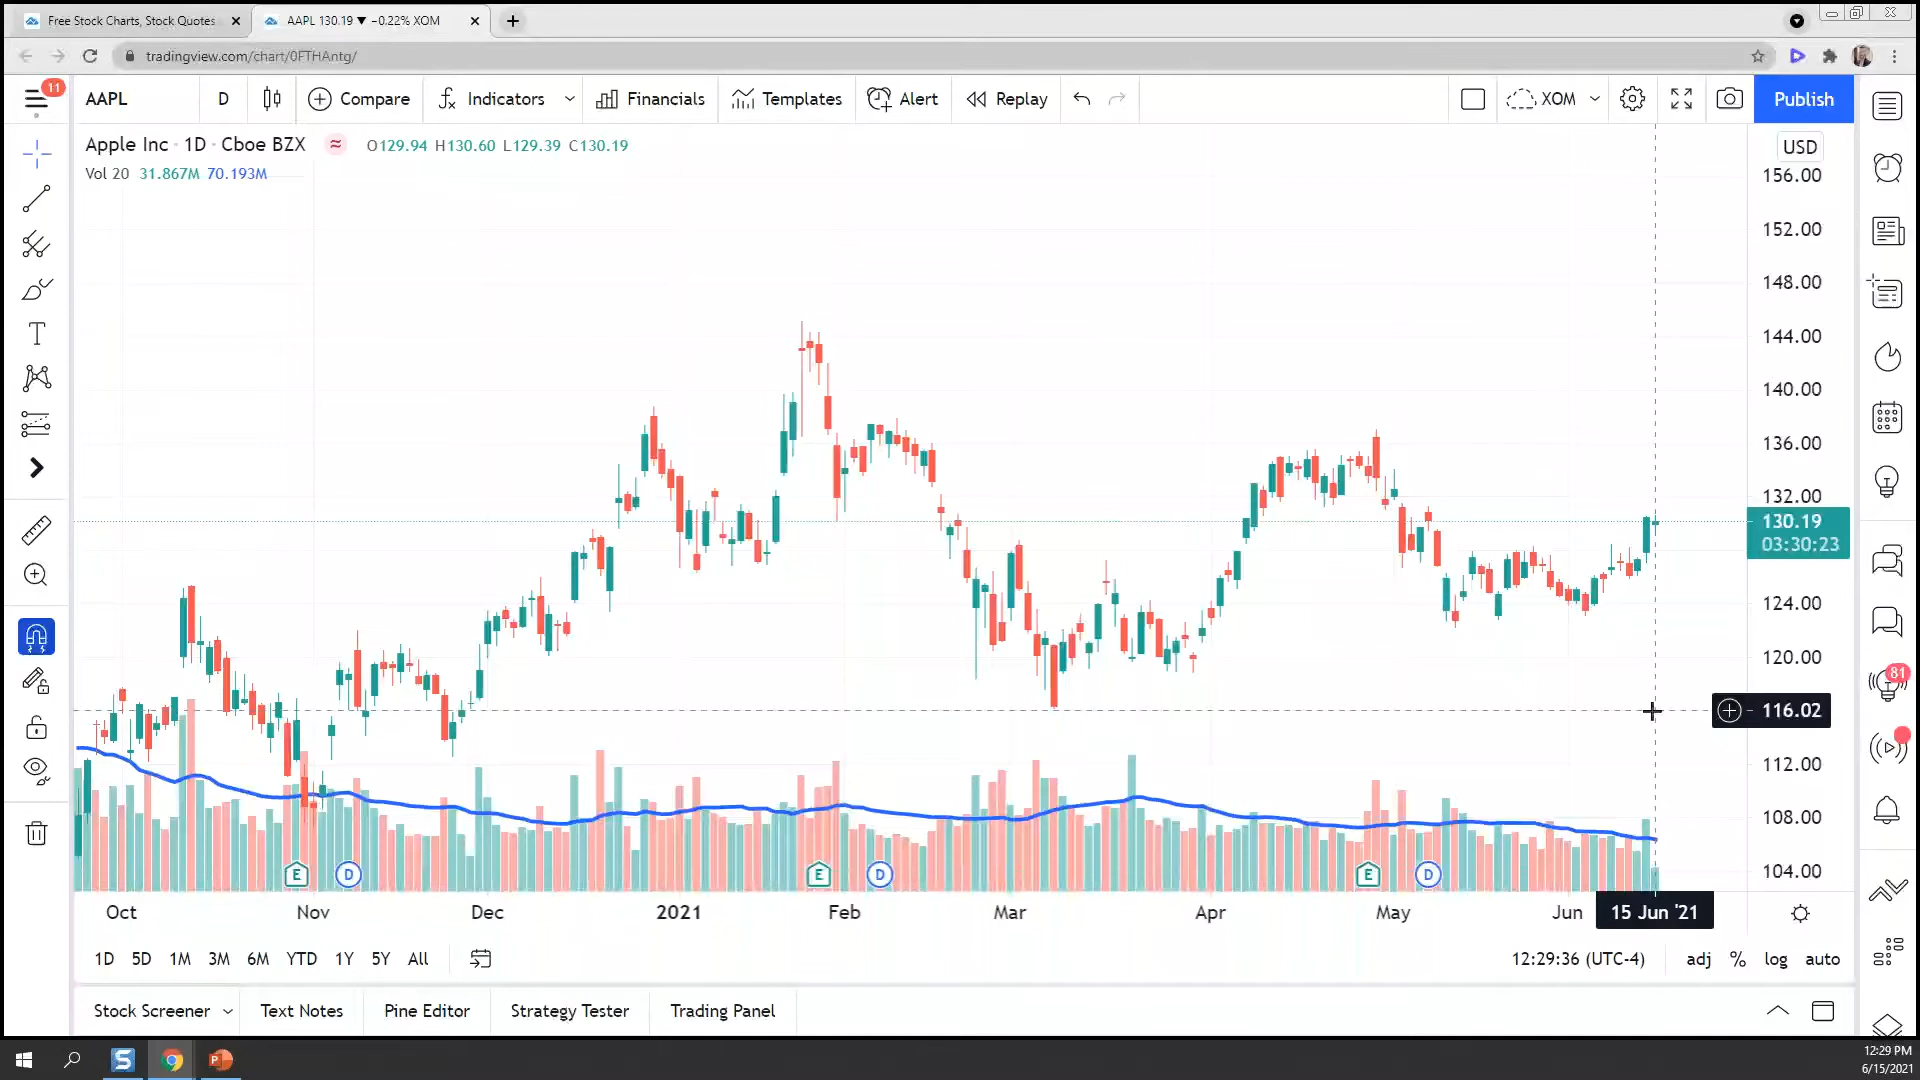 Free Stock Charts, Stock Quotes
AAPL 130.19 ▼ −0.22% XOM
tradingview.com/chart/0FTHAntg/
11
AAPL
D
Compare
Indicators
Financials
Templates
Alert
Replay
XOM
Publish
Apple Inc · 1D · Cboe BZX ≈ O129.94 H130.60 L129.39 C130.19
Vol 20 31.867M 70.193M
USD
156.00
152.00
148.00
144.00
140.00
136.00
132.00
130.19
03:30:23
124.00
120.00
116.02
112.00
108.00
104.00
81
E D E D E D
Oct Nov Dec 2021 Feb Mar Apr May Jun 15 Jun '21
1D 5D 1M 3M 6M YTD 1Y 5Y All
12:29:36 (UTC-4) adj % log auto
Stock Screener Text Notes Pine Editor Strategy Tester Trading Panel
S P
12:29 PM
6/15/2021